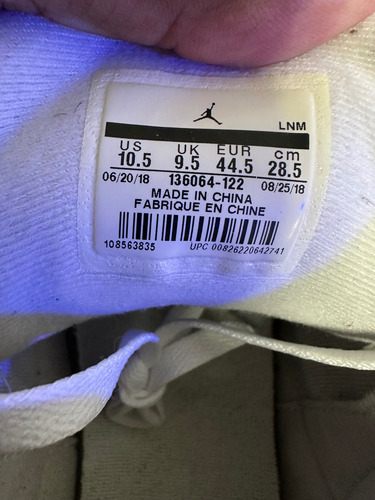 LNM
US UK EUR cm
10.5 9.5 44.5 28.5
06/20/18 136064-122 08/25/18
MADE IN CHINA
FABRIQUE EN CHINE
108563835 UPC 00826220642741